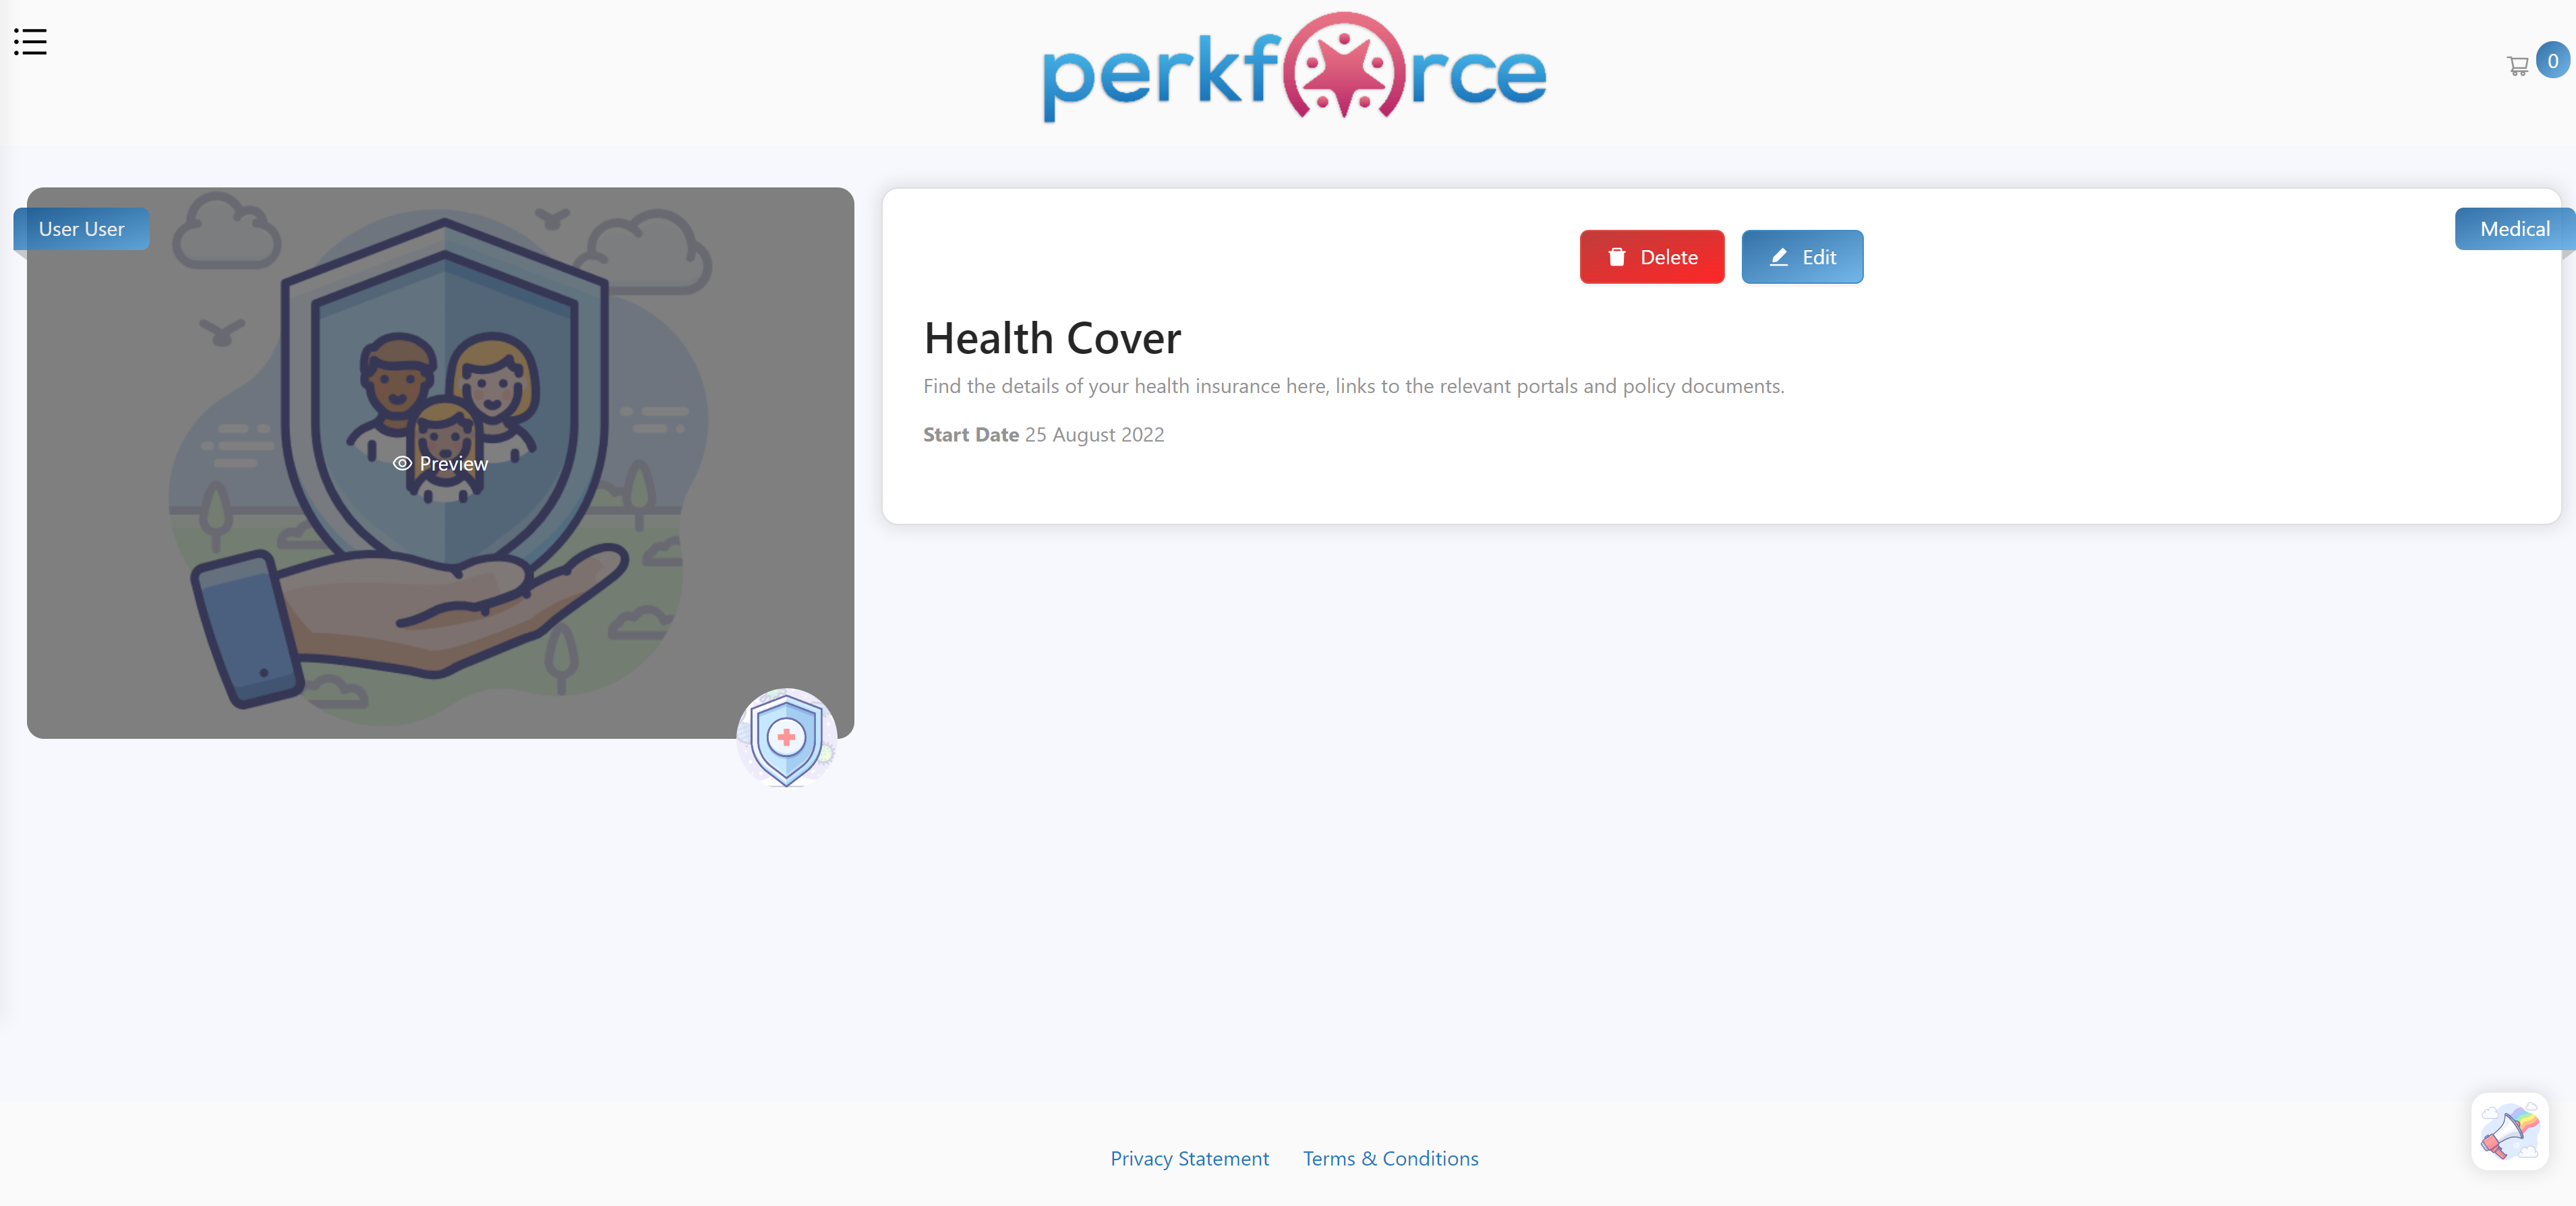 perkforce
0
User User
Medical
Delete
Edit
Health Cover
Find the details of your health insurance here, links to the relevant portals and policy documents.
Start Date 25 August 2022
Preview
Privacy Statement
Terms & Conditions